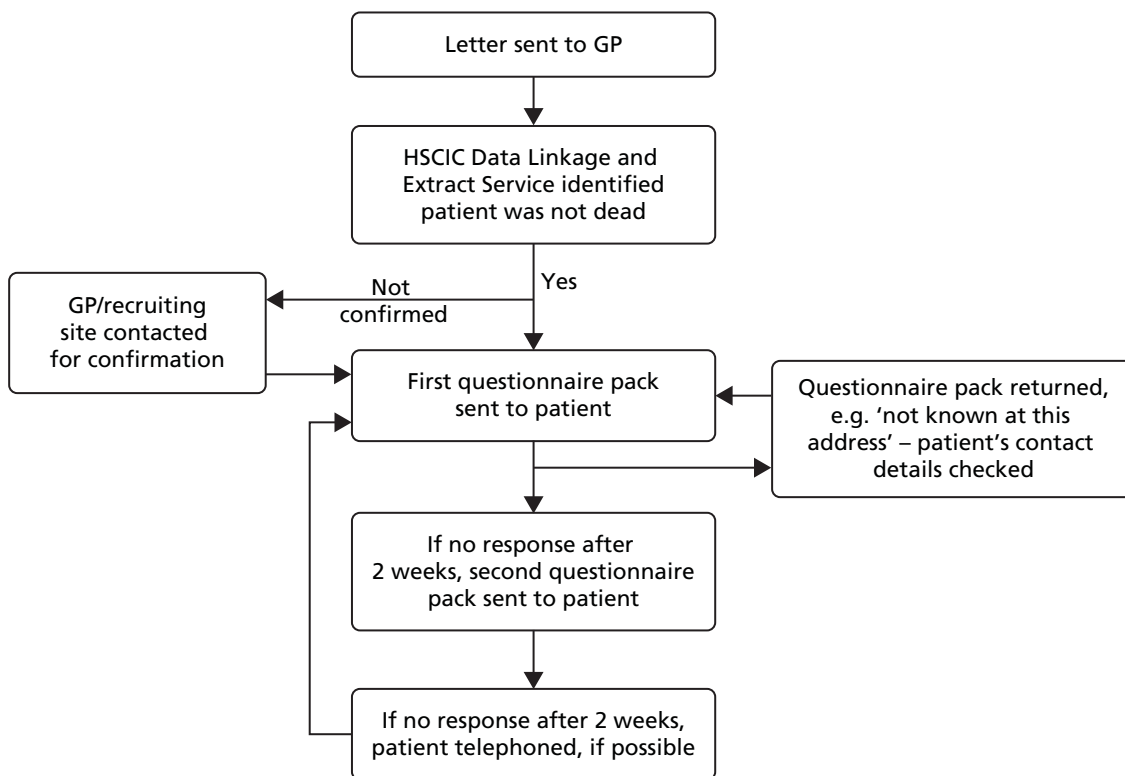 Letter sent to GP
HSCIC Data Linkage and
Extract Service identified
patient was not dead
Yes
Not
confirmed
GP/recruiting
site contacted
for confirmation
First questionnaire pack
sent to patient
Questionnaire pack returned,
e.g. ‘not known at this
address’ – patient’s contact
details checked
If no response after
2 weeks, second questionnaire
pack sent to patient
If no response after 2 weeks,
patient telephoned, if possible